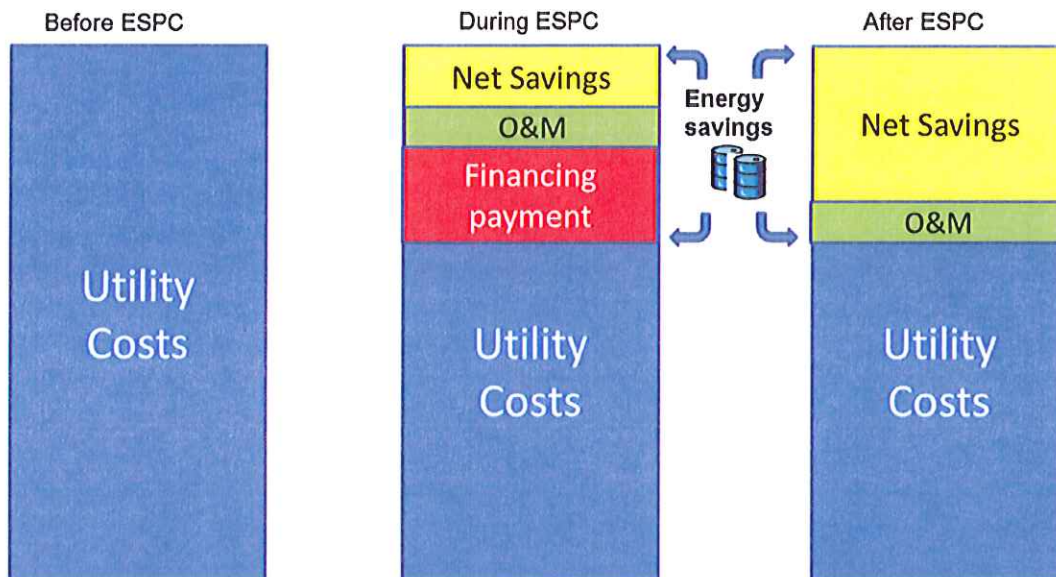 Before ESPC
Utility
Costs
During ESPC
Net Savings
O&M
Financing
payment
Utility
Costs
Energy
savings
After ESPC
Net Savings
O&M
Utility
Costs